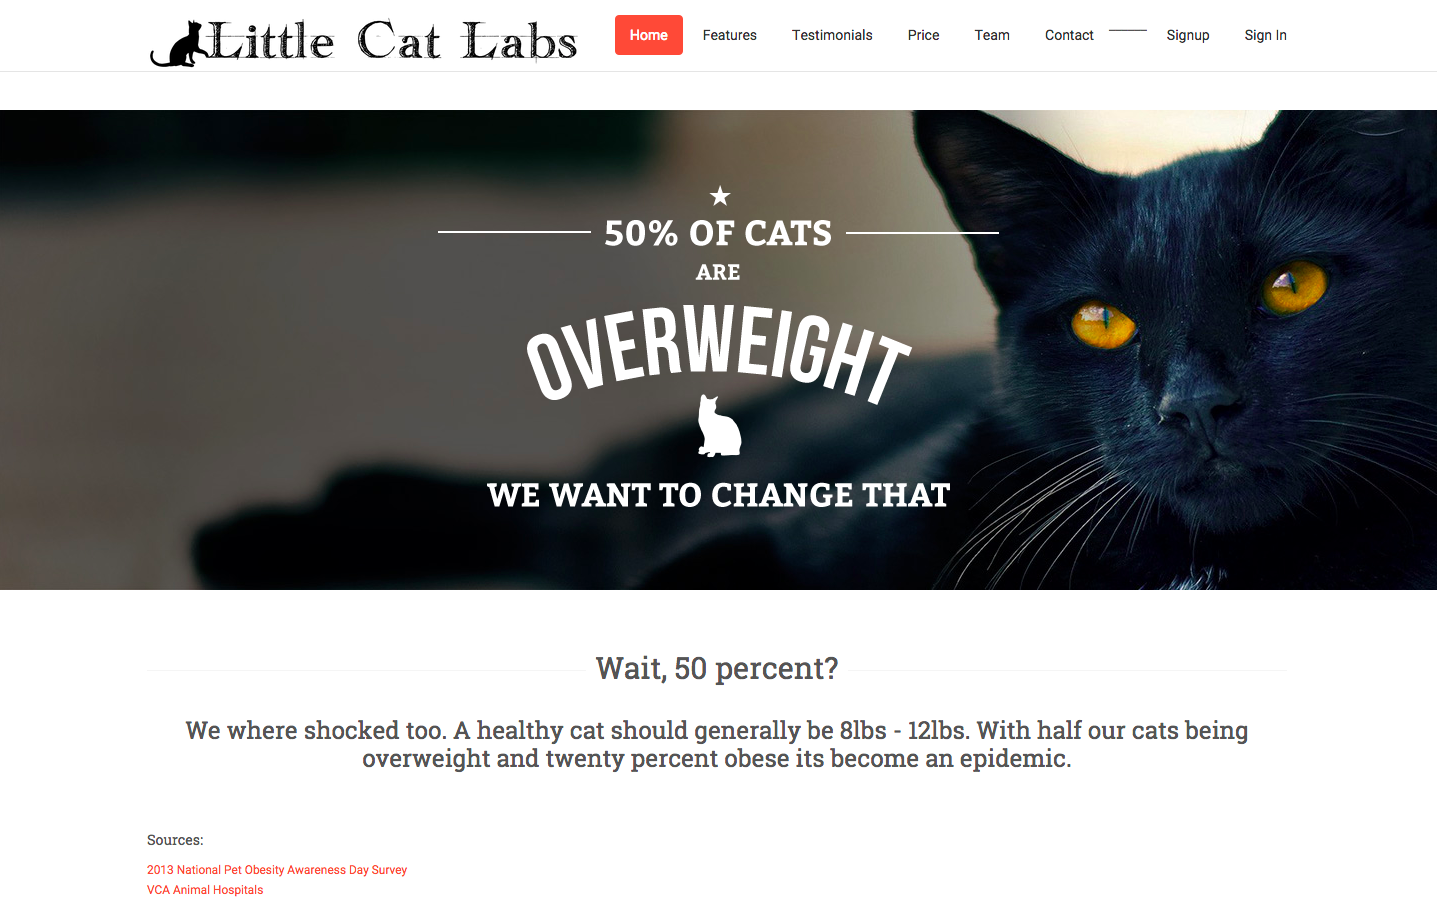 Little Cat Labs
Home Features Testimonials Price Team Contact Signup Sign In
50% OF CATS
ARE
OVERWEIGHT
WE WANT TO CHANGE THAT
Wait, 50 percent?
We where shocked too. A healthy cat should generally be 8lbs - 12lbs. With half our cats being
overweight and twenty percent obese its become an epidemic.
Sources:
2013 National Pet Obesity Awareness Day Survey
VCA Animal Hospitals